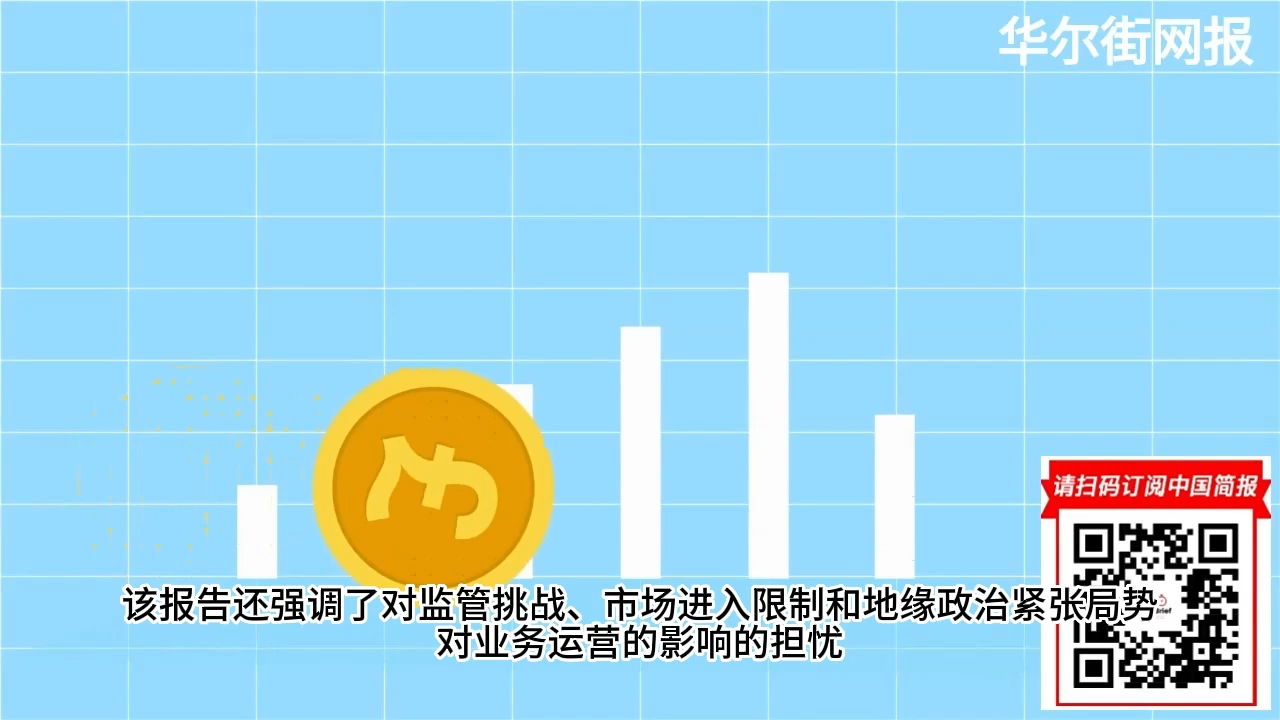 华尔街网报
请扫码订阅中国简报
该报告还强调了对监管挑战、市场进入限制和地缘政治紧张局势
对业务运营的影响的担忧